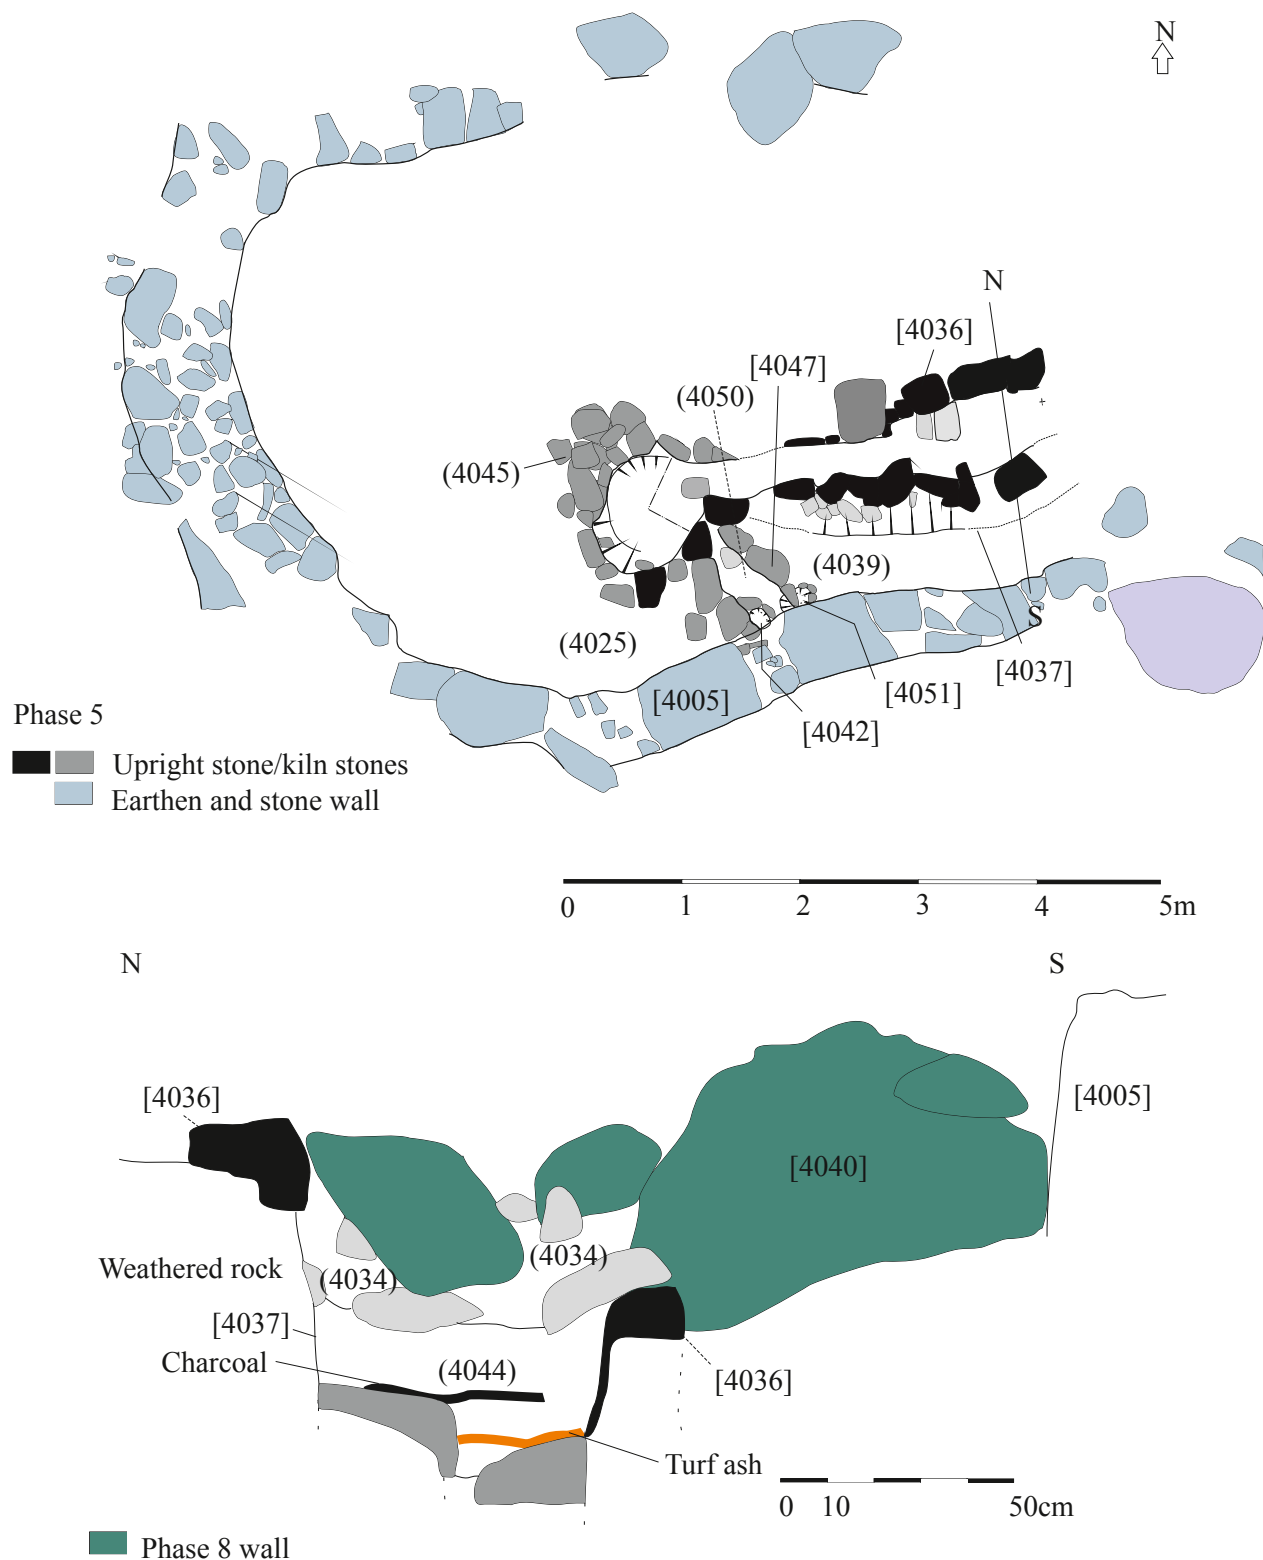 N
N
[4036]
[4047]
(4050)
(4045)
(4039)
(4025)
S
[4037]
[4005]
[4051]
[4042]
Phase 5
Upright stone/kiln stones
Earthen and stone wall
0 1 2 3 4 5m
N S
[4036]
[4005]
[4040]
(4034)
Weathered rock
(4034)
[4037]
Charcoal
(4044)
[4036]
Turf ash
0 10 50cm
Phase 8 wall